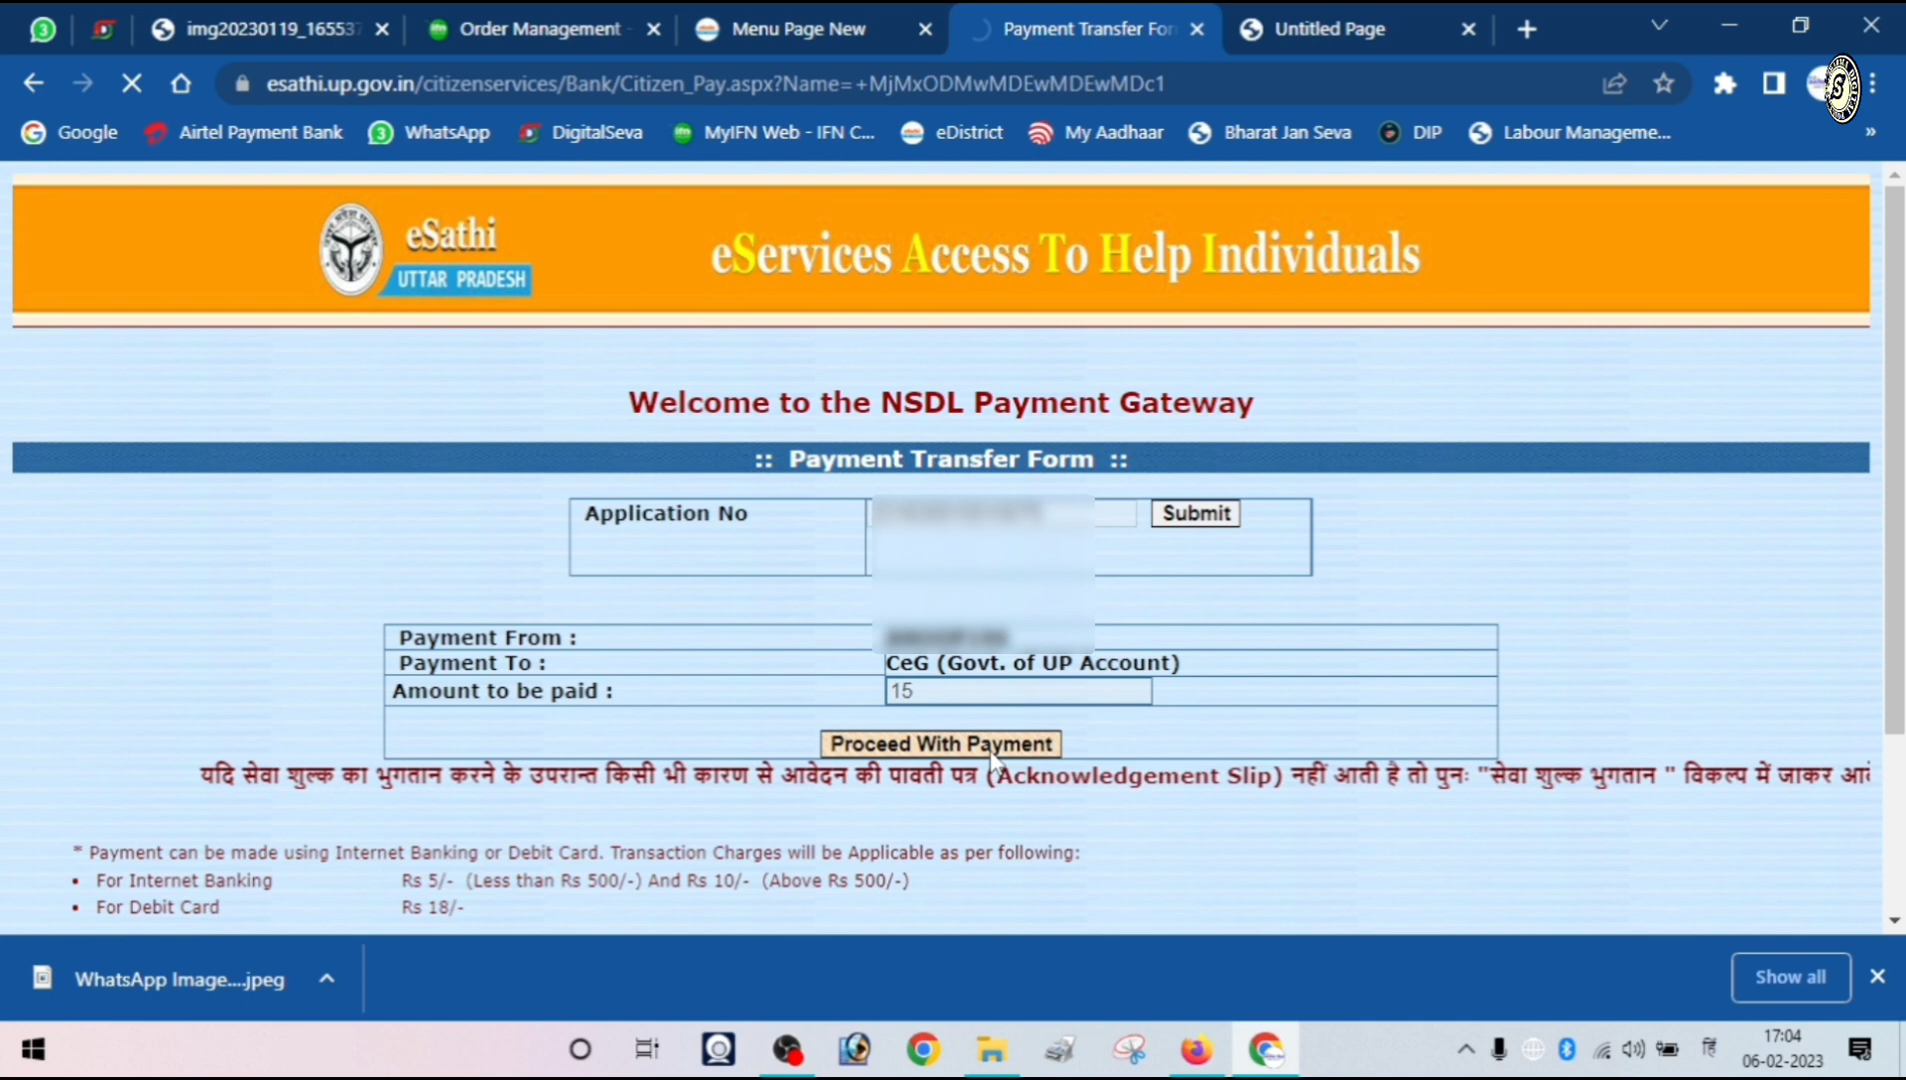 img20230119_16553
Order Management -
Menu Page New
Payment Transfer For
Untitled Page
esathi.up.gov.in/citizenservices/Bank/Citizen_Pay.aspx?Name=+MjMxODMwMDEwMDEwMDc1
Google
Airtel Payment Bank
WhatsApp
DigitalSeva
MyIFN Web - IFN C...
eDistrict
My Aadhaar
Bharat Jan Seva
DIP
Labour Manageme...
»
eSathi
UTTAR PRADESH
eServices Access To Help Individuals
Welcome to the NSDL Payment Gateway
:: Payment Transfer Form ::
Application No
Submit
Payment From :
Payment To :
CeG (Govt. of UP Account)
Amount to be paid :
15
Proceed With Payment
यदि सेवा शुल्क का भुगतान करने के उपरान्त किसी भी कारण से आवेदन की पावती पत्र (Acknowledgement Slip) नहीं आती है तो पुनः "सेवा शुल्क भुगतान " विकल्प में जाकर
* Payment can be made using Internet Banking or Debit Card. Transaction Charges will be Applicable as per following:
• For Internet Banking Rs 5/- (Less than Rs 500/-) And Rs 10/- (Above Rs 500/-)
• For Debit Card Rs 18/-
WhatsApp Image....jpeg
Show all
हिं
17:04
06-02-2023